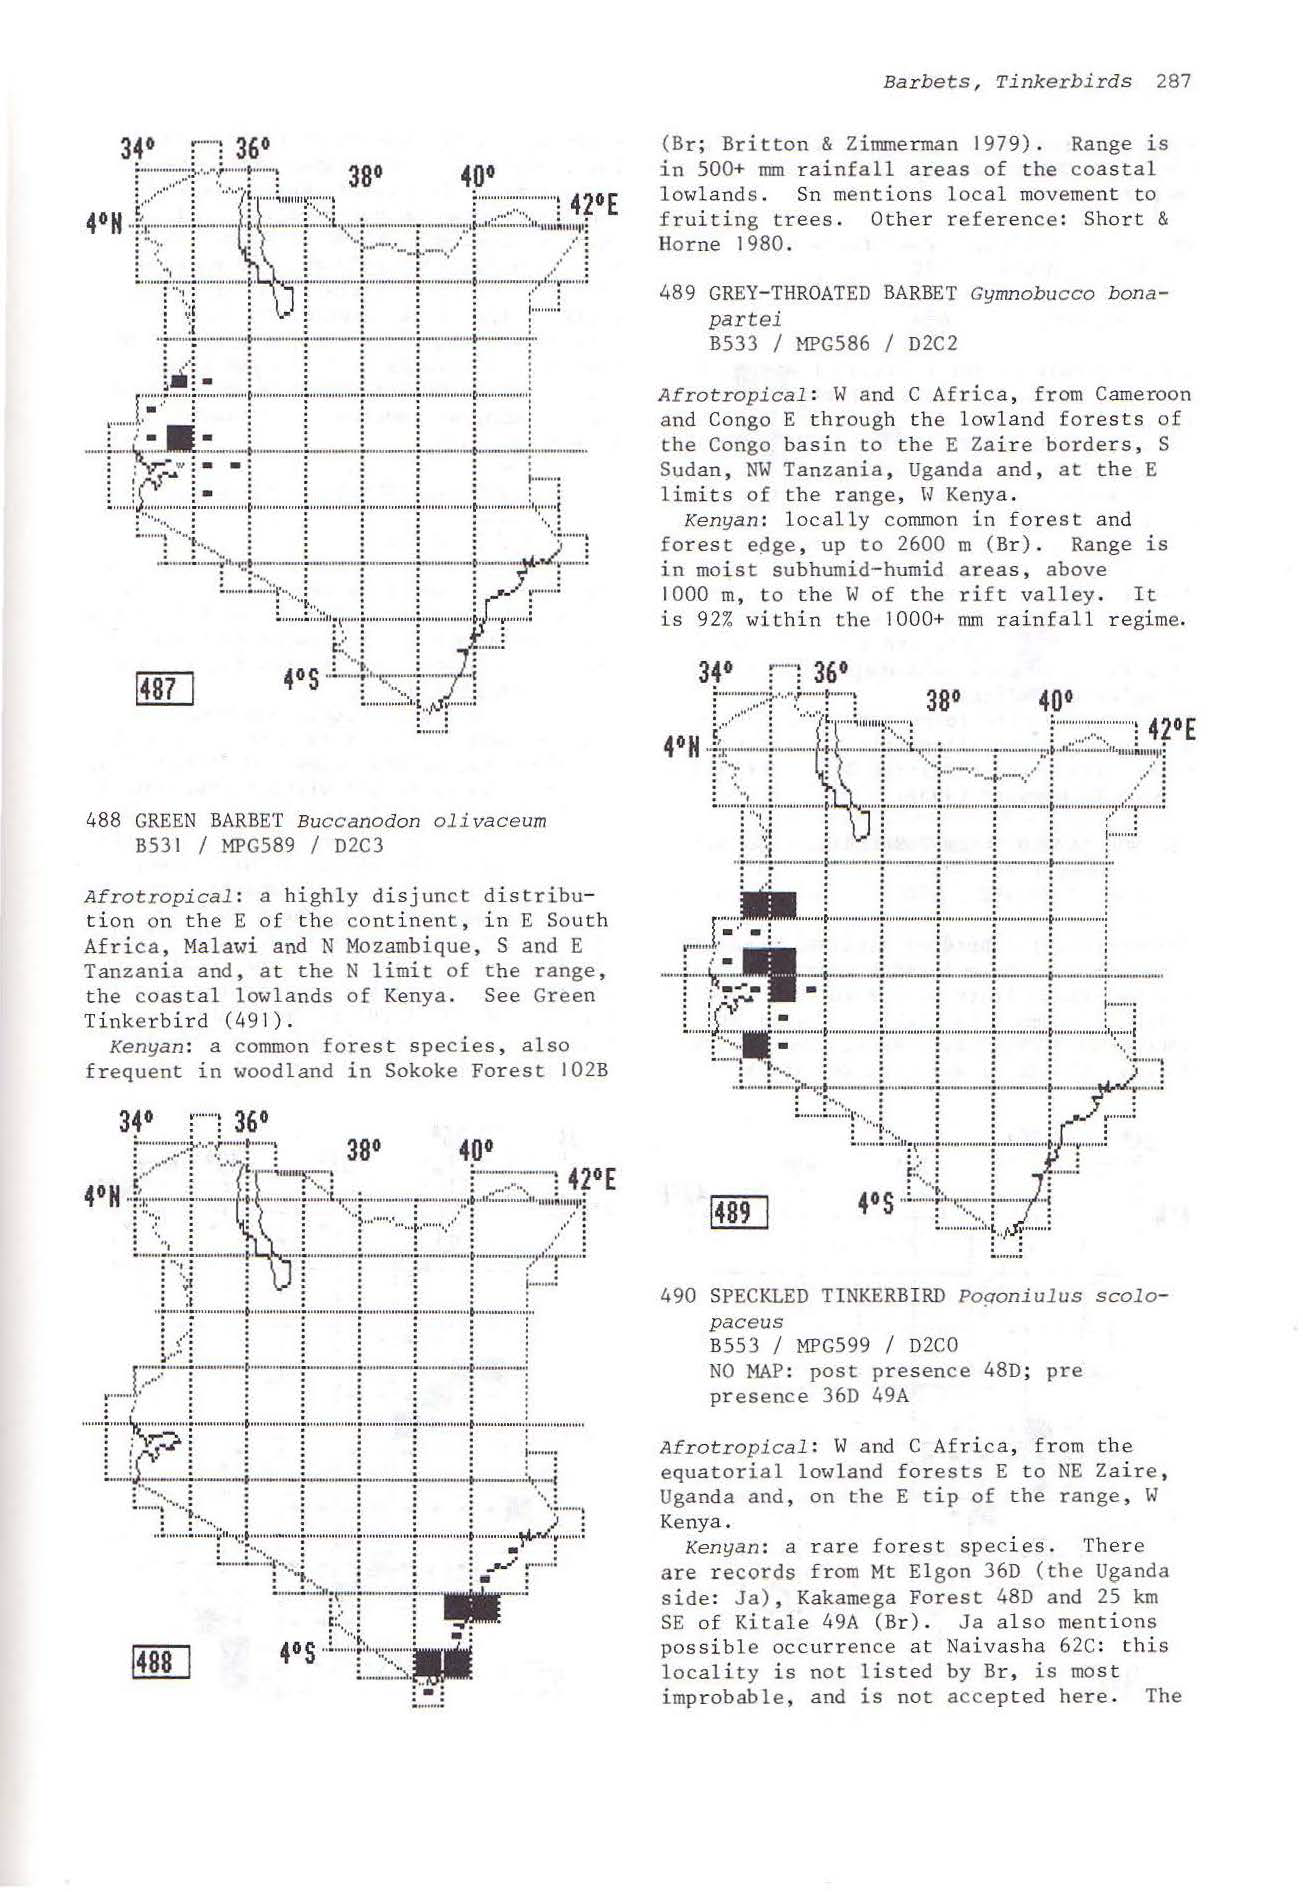 Barbets, Tinkerbirds 287
34° 36°
38° 40°
42°E
4°N
4°S
487
488 GREEN BARBET Buccanodon olivaceum
B531 / MPG589 / D2C3
Afrotropical: a highly disjunct distribu-
tion on the E of the continent, in E South
Africa, Malawi and N Mozambique, S and E
Tanzania and, at the N limit of the range,
the coastal lowlands of Kenya. See Green
Tinkerbird (491).
Kenyan: a common forest species, also
frequent in woodland in Sokoke Forest 102B
34° 36°
38° 40°
42°E
4°N
4°S
488
(Br; Britton & Zimmerman 1979). Range is
in 500+ mm rainfall areas of the coastal
lowlands. Sn mentions local movement to
fruiting trees. Other reference: Short &
Horne 1980.
489 GREY-THROATED BARBET Gymnobucco bona-
partei
B533 / MPG586 / D2C2
Afrotropical: W and C Africa, from Cameroon
and Congo E through the lowland forests of
the Congo basin to the E Zaire borders, S
Sudan, NW Tanzania, Uganda and, at the E
limits of the range, W Kenya.
Kenyan: locally common in forest and
forest edge, up to 2600 m (Br). Range is
in moist subhumid-humid areas, above
1000 m, to the W of the rift valley. It
is 92% within the 1000+ mm rainfall regime.
34° 36°
38° 40°
42°E
4°N
4°S
489
490 SPECKLED TINKERBIRD Pogoniulus scolo-
paceus
B553 / MPG599 / D2C0
NO MAP: post presence 48D; pre
presence 36D 49A
Afrotropical: W and C Africa, from the
equatorial lowland forests E to NE Zaire,
Uganda and, on the E tip of the range, W
Kenya.
Kenyan: a rare forest species. There
are records from Mt Elgon 36D (the Uganda
side: Ja), Kakamega Forest 48D and 25 km
SE of Kitale 49A (Br). Ja also mentions
possible occurrence at Naivasha 62C: this
locality is not listed by Br, is most
improbable, and is not accepted here. The